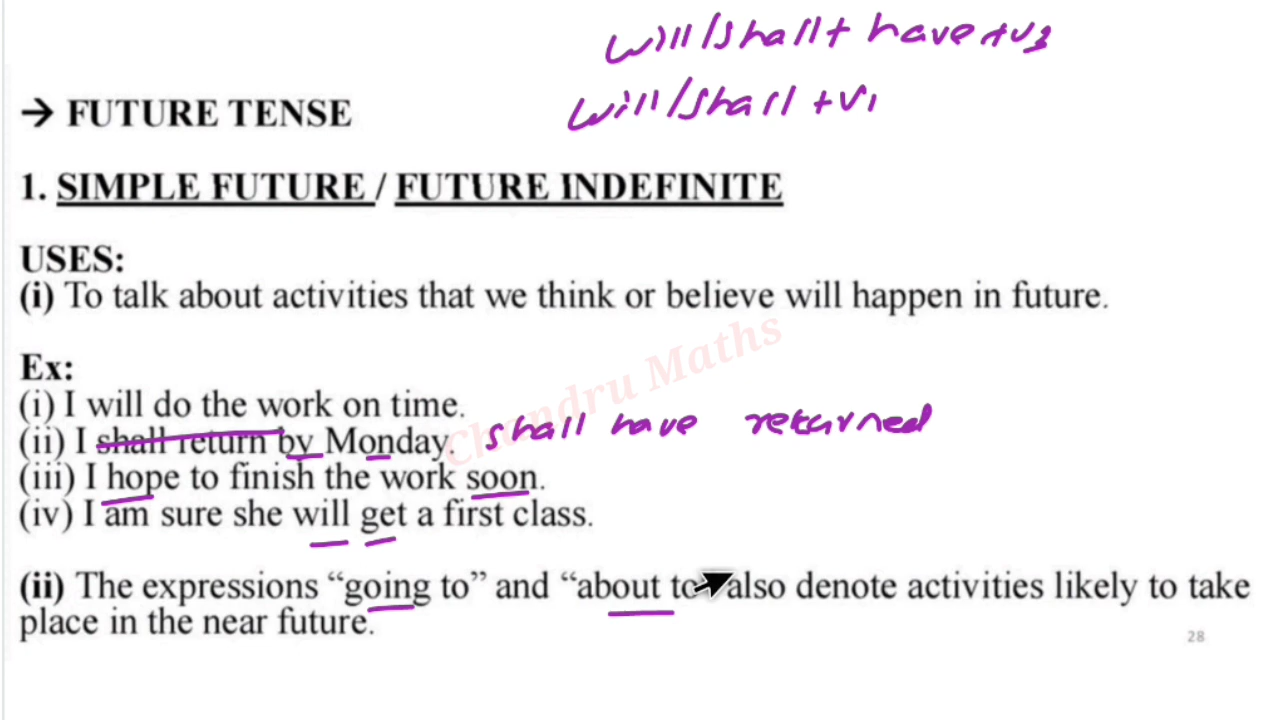 will/shall + have + v3
→ FUTURE TENSE
will/shall + v1
1. SIMPLE FUTURE / FUTURE INDEFINITE
USES:
(i) To talk about activities that we think or believe will happen in future.
Ex:
(i) I will do the work on time.
(ii) I shall return by Monday. shall have returned
(iii) I hope to finish the work soon.
(iv) I am sure she will get a first class.
Chandru Maths
(ii) The expressions “going to” and “about to” also denote activities likely to take
place in the near future.
28